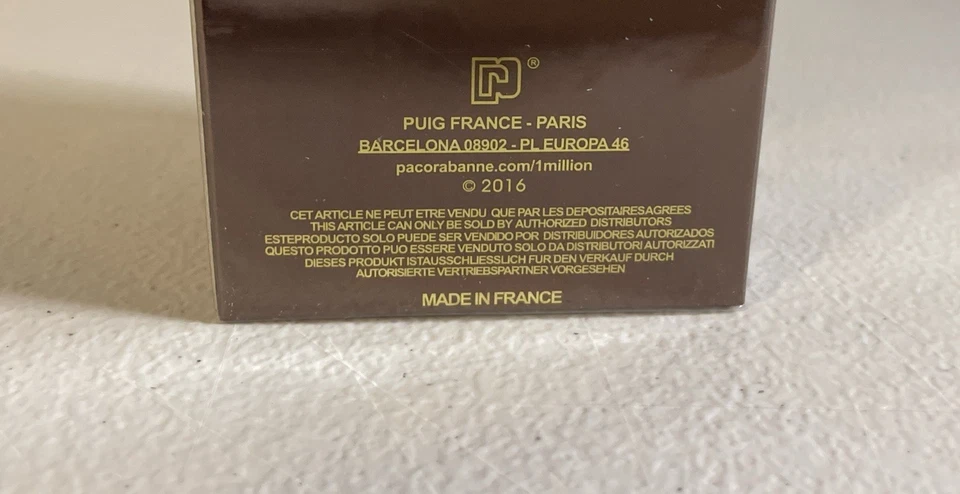 PUIG FRANCE - PARIS
BARCELONA 08902 - PL EUROPA 46
pacorabanne.com/1million
© 2016
CET ARTICLE NE PEUT ETRE VENDU QUE PAR LES DEPOSITAIRES AGREES
THIS ARTICLE CAN ONLY BE SOLD BY AUTHORIZED DISTRIBUTORS
ESTEPRODUCTO SOLO PUEDE SER VENDIDO POR DISTRIBUIDORES AUTORIZADOS
QUESTO PRODOTTO PUO ESSERE VENDUTO SOLO DA DISTRIBUTORI AUTORIZZATI
DIESES PRODUKT ISTAUSSCHLIESSLICH FUR DEN VERKAUF DURCH
AUTORISIERTE VERTRIEBSPARTNER VORGESEHEN
MADE IN FRANCE